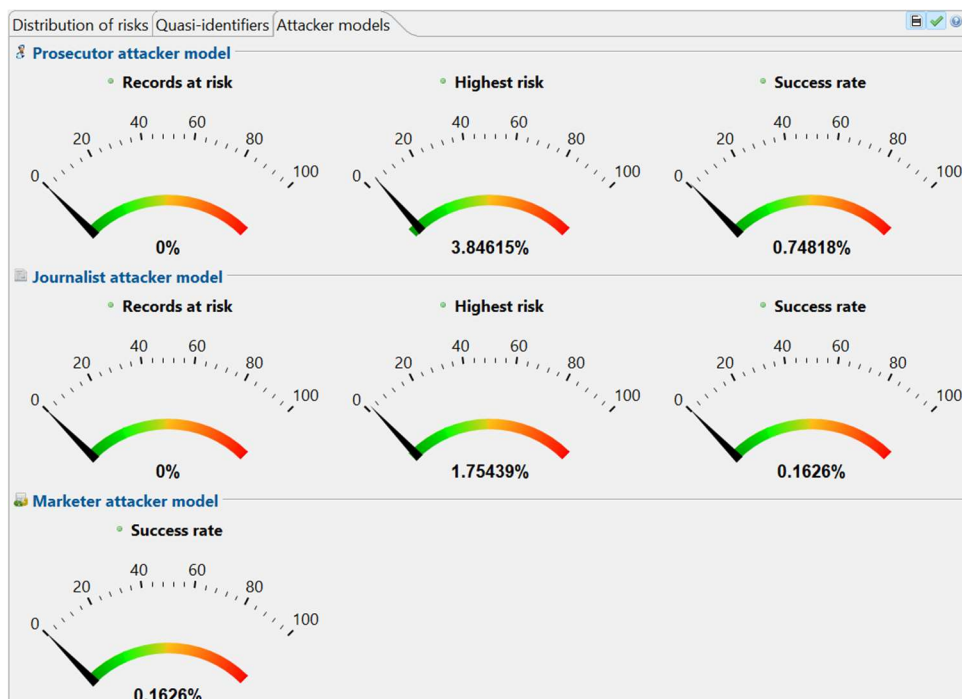 Distribution of risks Quasi-identifiers Attacker models
Prosecutor attacker model
Records at risk Highest risk Success rate
0 20 40 60 80 100 0 20 40 60 80 100 0 20 40 60 80 100
0% 3.84615% 0.74818%
Journalist attacker model
Records at risk Highest risk Success rate
0 20 40 60 80 100 0 20 40 60 80 100 0 20 40 60 80 100
0% 1.75439% 0.1626%
Marketer attacker model
Success rate
0 20 40 60 80 100
0.1626%